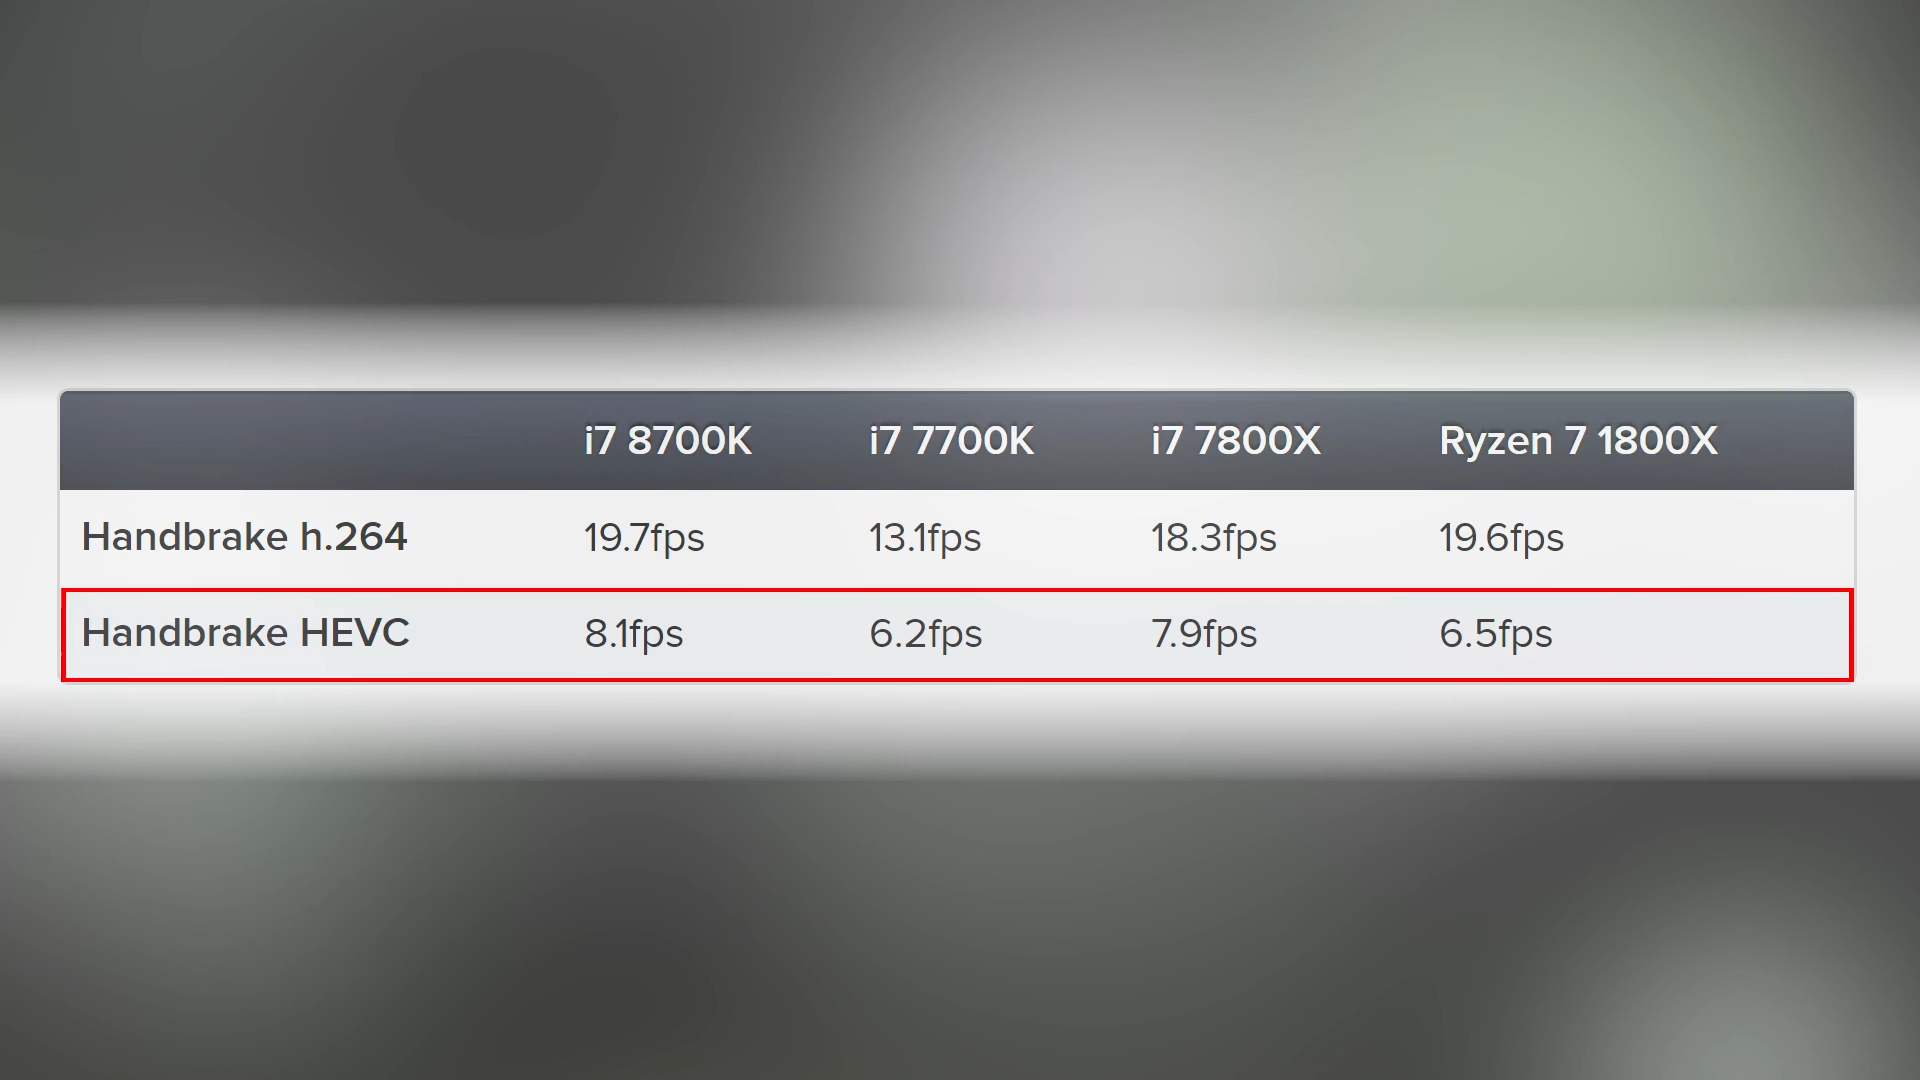 i7 8700K i7 7700K i7 7800X Ryzen 7 1800X
Handbrake h.264 19.7fps 13.1fps 18.3fps 19.6fps
Handbrake HEVC 8.1fps 6.2fps 7.9fps 6.5fps